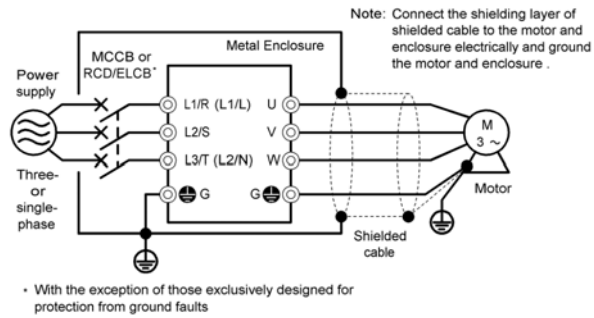 Note: Connect the shielding layer of
shielded cable to the motor and
enclosure electrically and ground
the motor and enclosure .
Metal Enclosure
MCCB or
RCD/ELCB*
Power
supply
L1/R (L1/L) U
L2/S V
L3/T (L2/N) W
G G
M
3 ~
Motor
Three-
or
single-
phase
Shielded
cable
* With the exception of those exclusively designed for
protection from ground faults